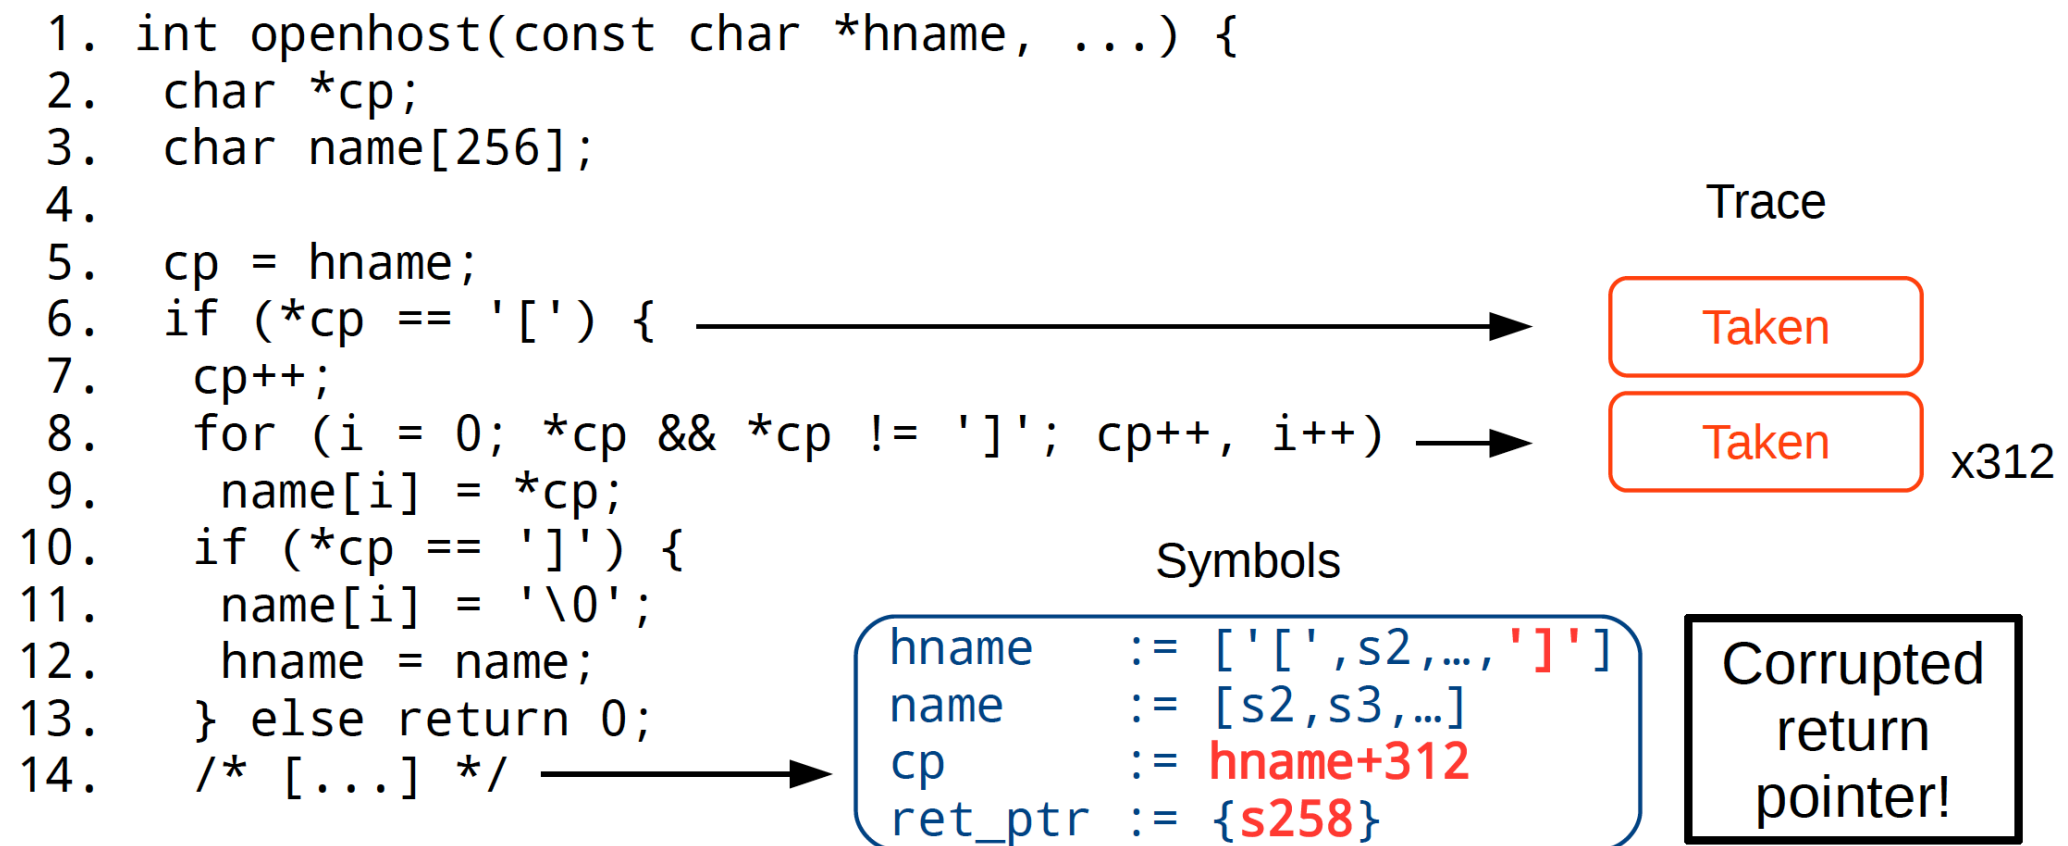 1. int openhost(const char *hname, ...) {
2. char *cp;
3. char name[256];
4.
5. cp = hname;
6. if (*cp == '[') {
7. cp++;
8. for (i = 0; *cp && *cp != ']'; cp++, i++)
9. name[i] = *cp;
10. if (*cp == ']') {
11. name[i] = '\0';
12. hname = name;
13. } else return 0;
14. /* [...] */
Trace
Taken
Taken
x312
Symbols
hname := ['[',s2,…,']']
name := [s2,s3,…]
cp := hname+312
ret_ptr := {s258}
Corrupted
return
pointer!